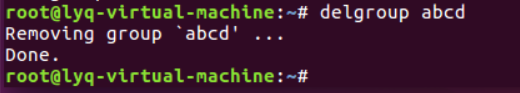 root@lyq-virtual-machine:~# delgroup abcd
Removing group `abcd' ...
Done.
root@lyq-virtual-machine:~#